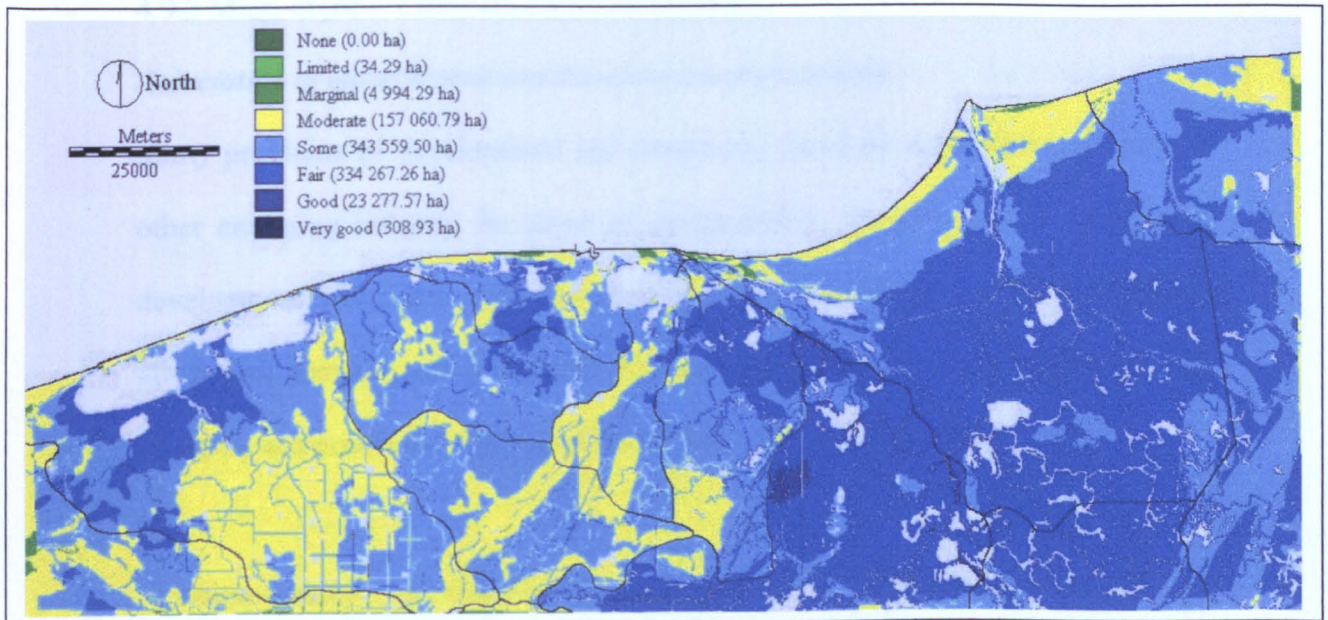 None (0.00 ha)
Limited (34.29 ha)
Marginal (4 994.29 ha)
Moderate (157 060.79 ha)
Some (343 559.50 ha)
Fair (334 267.26 ha)
Good (23 277.57 ha)
Very good (308.93 ha)
North
Meters
25000